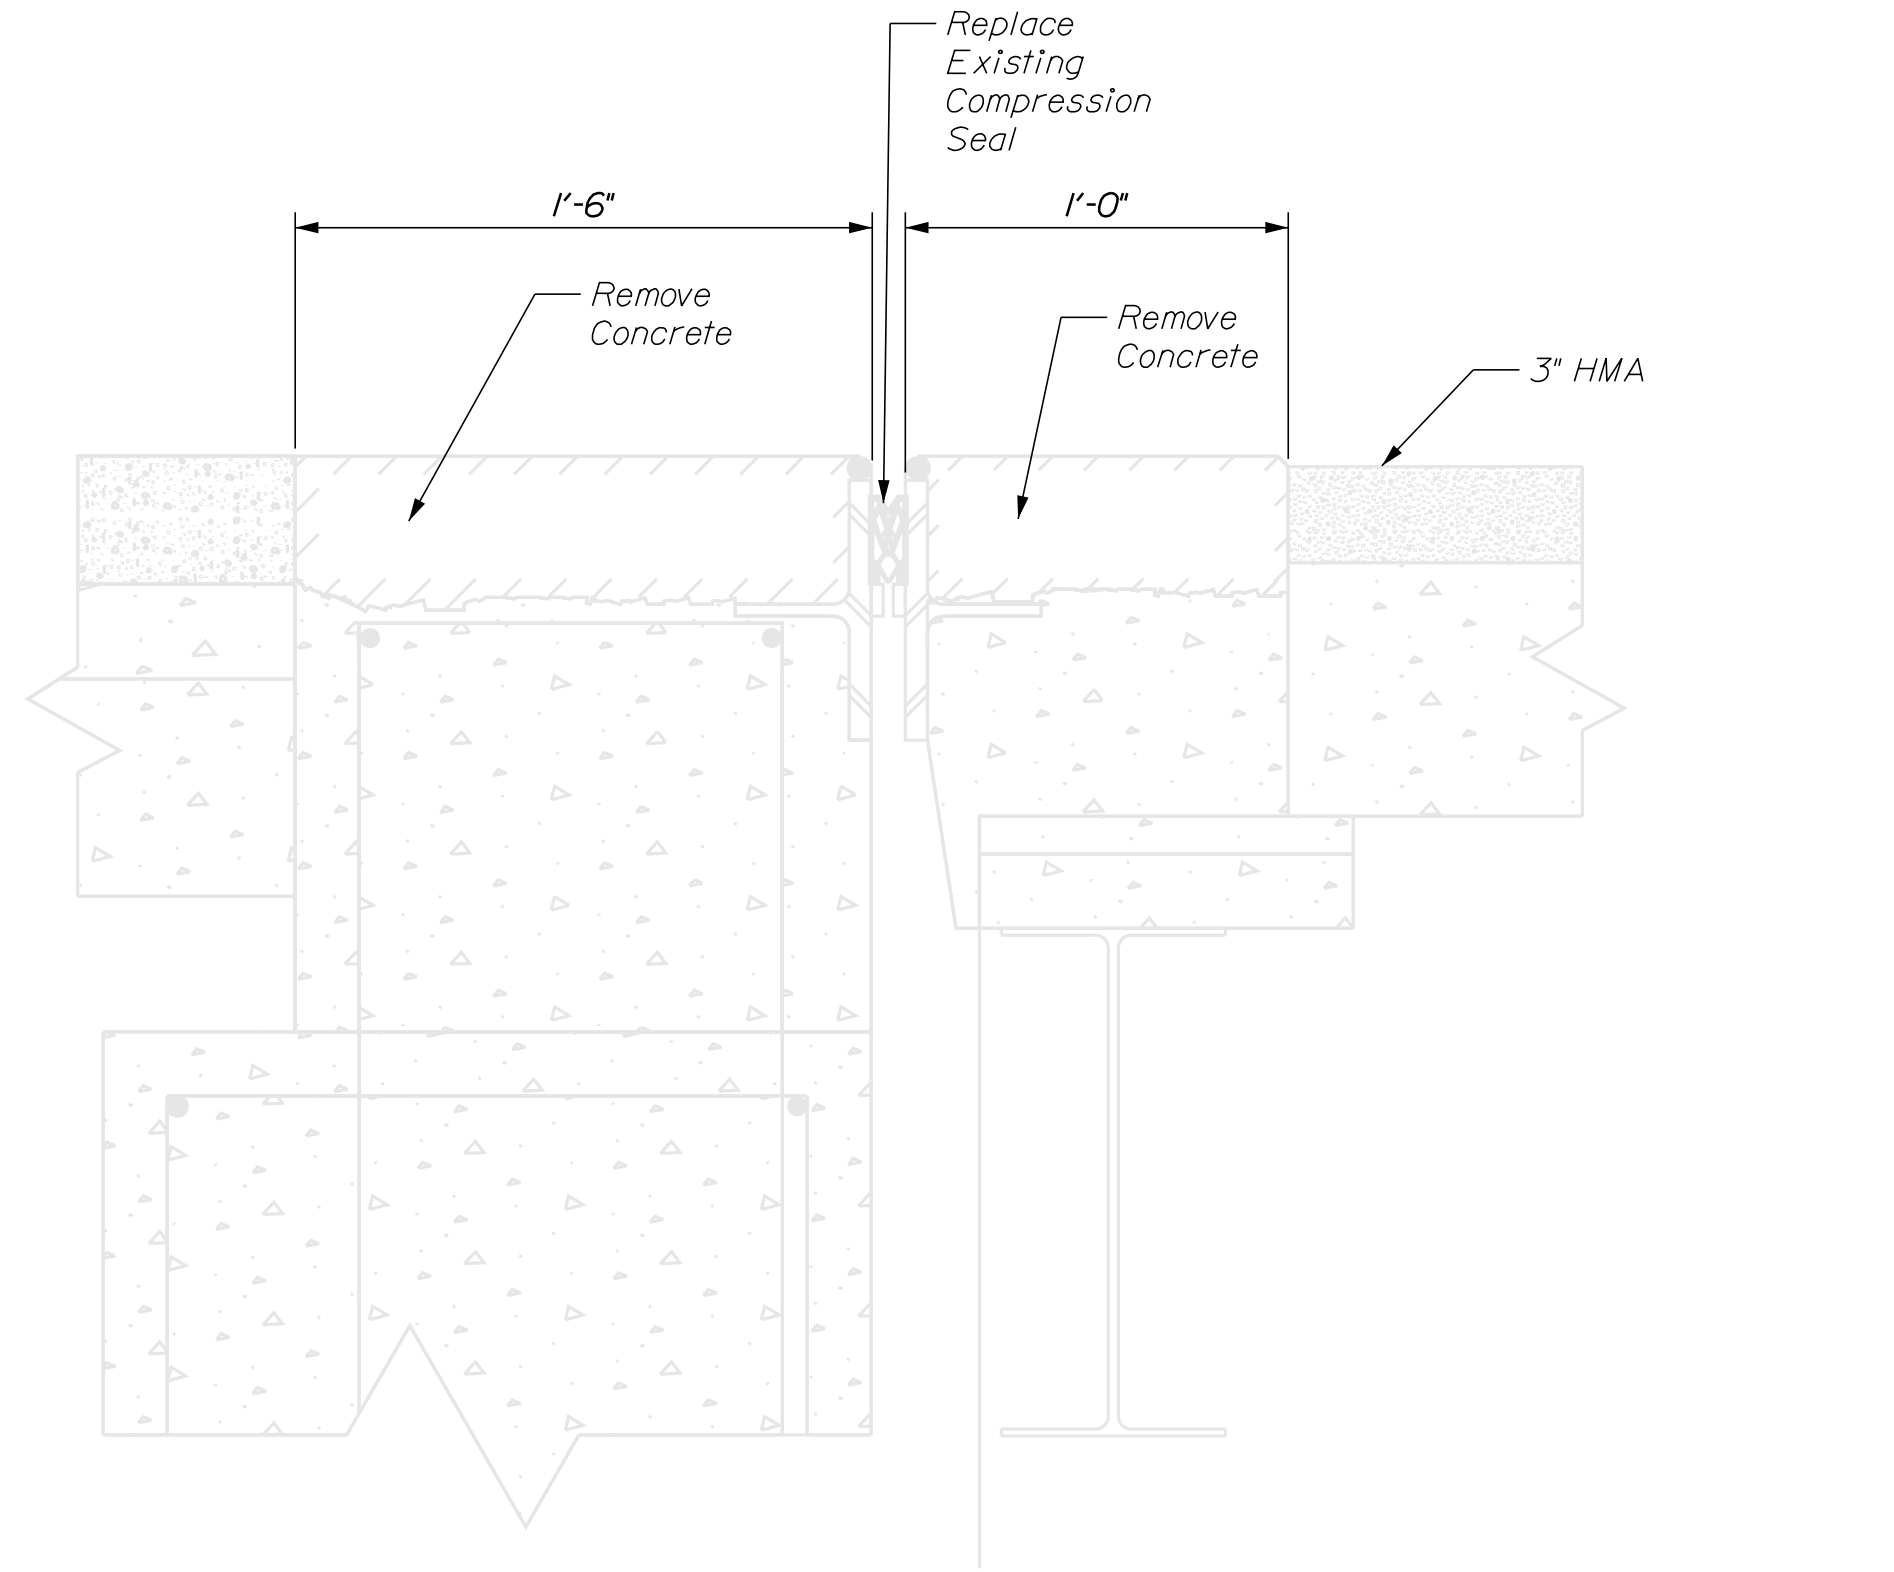 Replace
Existing
Compression
Seal
1'-6"
1'-0"
Remove
Concrete
Remove
Concrete
3" HMA